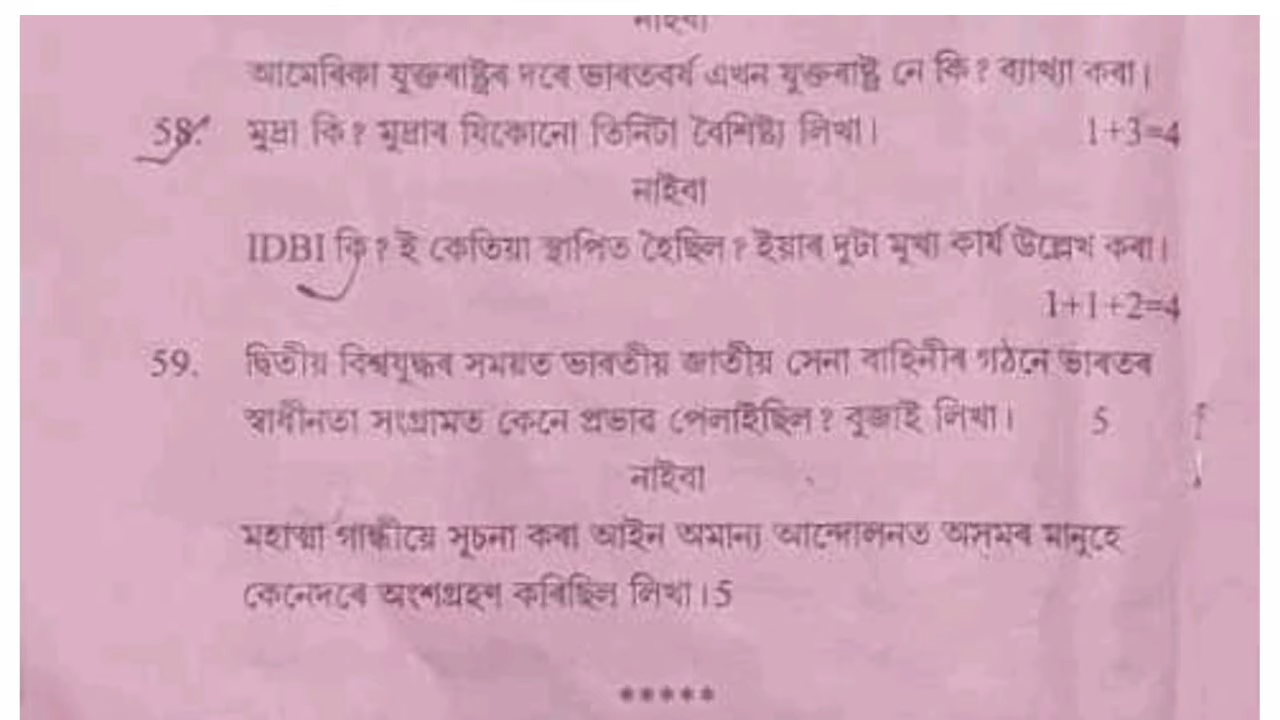 নাইবা
আমেৰিকা যুক্তৰাষ্ট্ৰৰ দৰে ভাৰতবৰ্ষ এখন যুক্তৰাষ্ট্ৰ নে কি? ব্যাখ্যা কৰা।
58. মুদ্ৰা কি? মুদ্ৰাৰ যিকোনো তিনিটা বৈশিষ্ট্য লিখা। 1+3=4
নাইবা
IDBI কি? ই কেতিয়া স্থাপিত হৈছিল? ইয়াৰ দুটা মুখ্য কাৰ্য উল্লেখ কৰা।
1+1+2=4
59. দ্বিতীয় বিশ্বযুদ্ধৰ সময়ত ভাৰতীয় জাতীয় সেনা বাহিনীৰ গঠনে ভাৰতৰ
স্বাধীনতা সংগ্ৰামত কেনে প্ৰভাৱ পেলাইছিল? বুজাই লিখা। 5
নাইবা
মহাত্মা গান্ধীয়ে সূচনা কৰা আইন অমান্য আন্দোলনত অসমৰ মানুহে
কেনেদৰে অংশগ্ৰহণ কৰিছিল লিখা। 5
*****